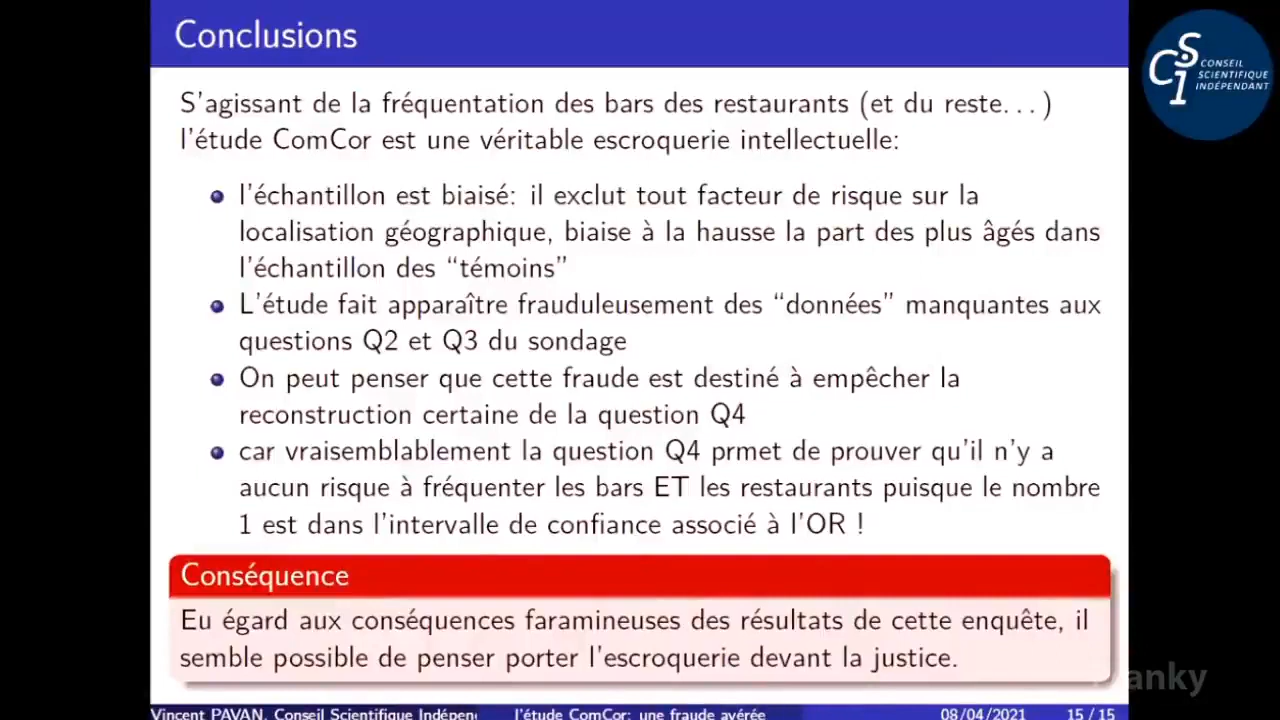 Conclusions
CSI CONSEIL
SCIENTIFIQUE
INDÉPENDANT
S'agissant de la fréquentation des bars des restaurants (et du reste...)
l'étude ComCor est une véritable escroquerie intellectuelle:
l'échantillon est biaisé: il exclut tout facteur de risque sur la
localisation géographique, biaise à la hausse la part des plus âgés dans
l'échantillon des “témoins”
L'étude fait apparaître frauduleusement des “données” manquantes aux
questions Q2 et Q3 du sondage
On peut penser que cette fraude est destiné à empêcher la
reconstruction certaine de la question Q4
car vraisemblablement la question Q4 prmet de prouver qu'il n'y a
aucun risque à fréquenter les bars ET les restaurants puisque le nombre
1 est dans l'intervalle de confiance associé à l'OR !
Conséquence
Eu égard aux conséquences faramineuses des résultats de cette enquête, il
semble possible de penser porter l'escroquerie devant la justice.
Vincent PAVAN, Conseil Scientifique Indépen l'étude ComCor: une fraude avérée 08/04/2021 15 / 15